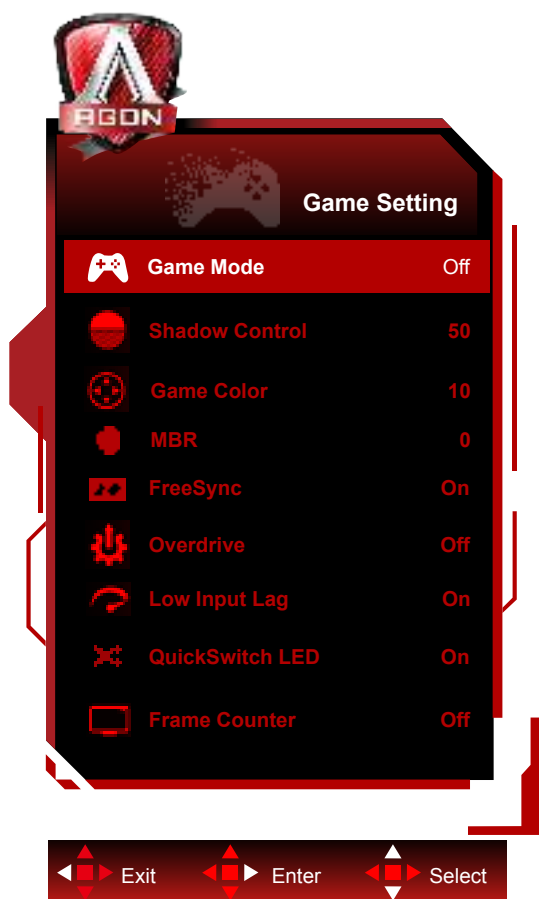 AGON
Game Setting
Game Mode Off
Shadow Control 50
Game Color 10
MBR 0
FreeSync On
Overdrive Off
Low Input Lag On
QuickSwitch LED On
Frame Counter Off
Exit Enter Select